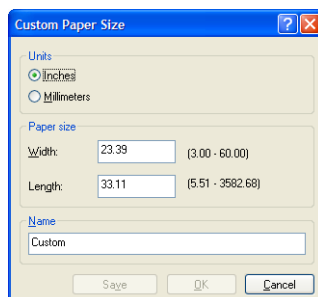 Custom Paper Size
Units
Inches
Millimeters
Paper size
Width: 23.39 (3.00 - 60.00)
Length: 33.11 (5.51 - 3582.68)
Name
Custom
Save OK Cancel